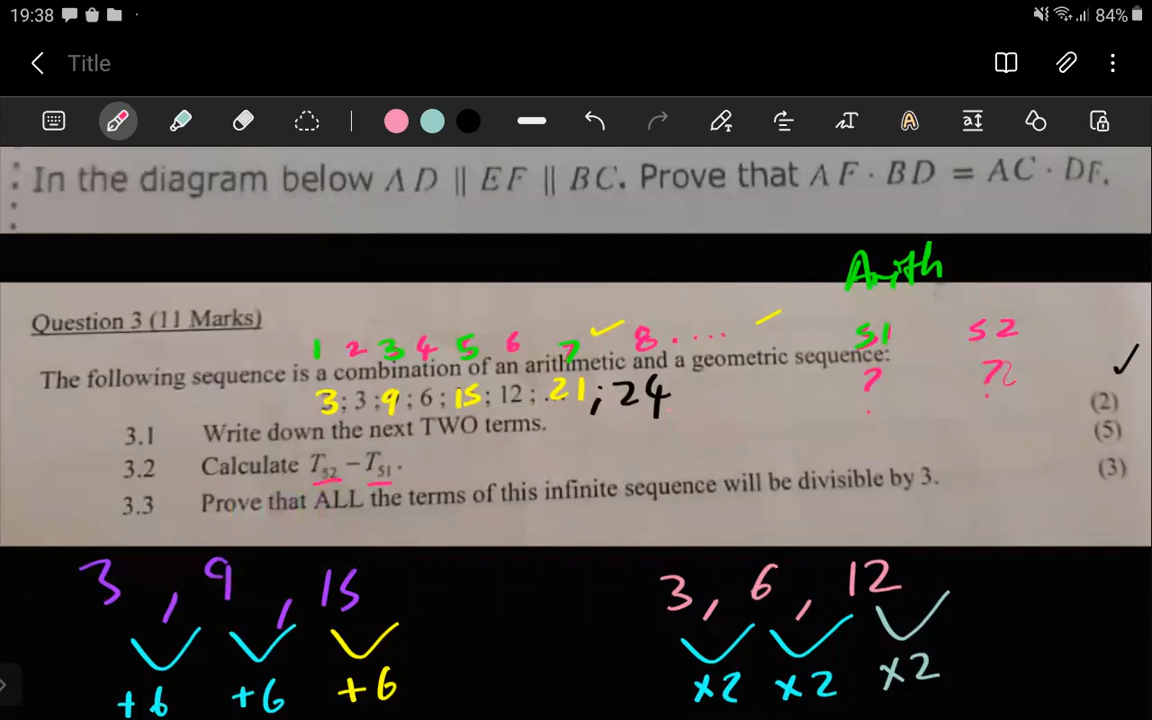 19:38 84%
Title
In the diagram below AD || EF || BC. Prove that AF · BD = AC · DF.
Arith
Question 3 (11 Marks)
1 2 3 4 5 6 7 8 .... 51 52
The following sequence is a combination of an arithmetic and a geometric sequence:
3; 3 ;9 ; 6 ; 15; 12 ; 21 ; 24 ? ?
3.1 Write down the next TWO terms. (2)
3.2 Calculate T52 – T51. (5)
3.3 Prove that ALL the terms of this infinite sequence will be divisible by 3. (3)
3 , 9 , 15 3, 6, 12
+6 +6 +6 ×2 ×2 ×2